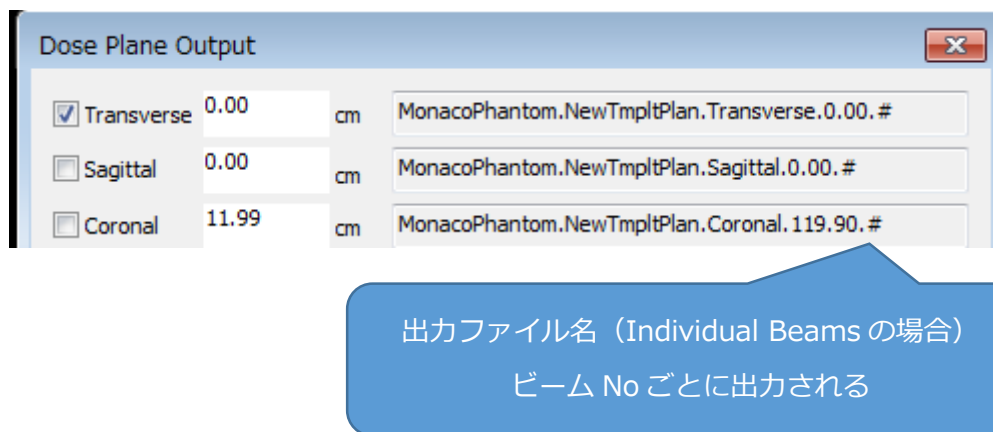 Dose Plane Output
Transverse 0.00 cm MonacoPhantom.NewTmpltPlan.Transverse.0.00.#
Sagittal 0.00 cm MonacoPhantom.NewTmpltPlan.Sagittal.0.00.#
Coronal 11.99 cm MonacoPhantom.NewTmpltPlan.Coronal.119.90.#
出力ファイル名（Individual Beams の場合）
ビーム No ごとに出力される